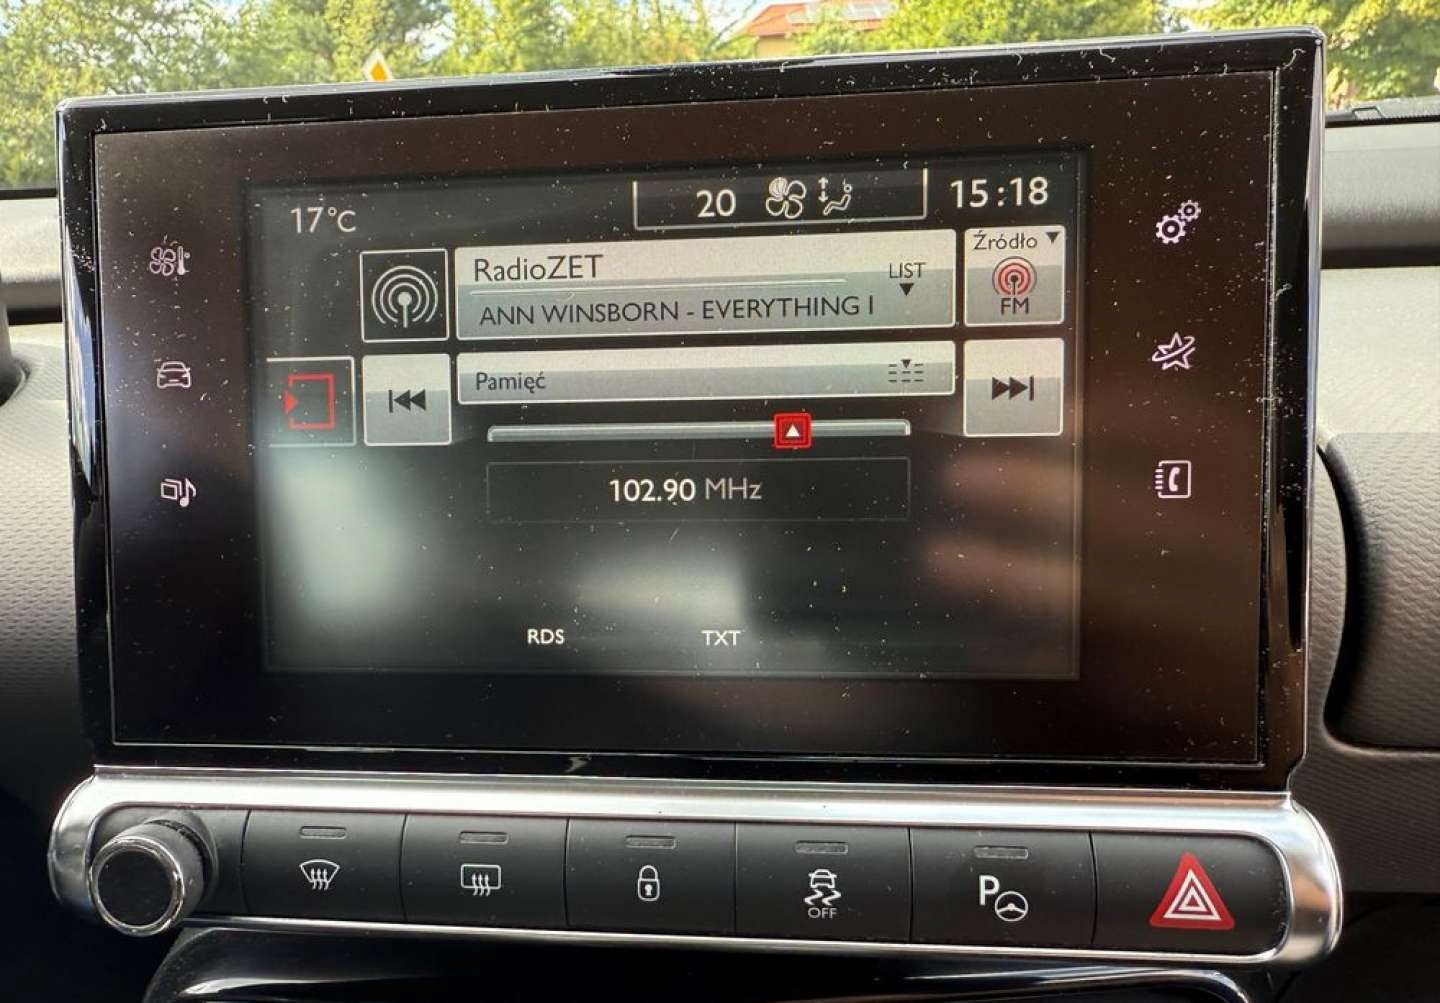 17°C
20
15:18
RadioZET
LIST
Źródło
ANN WINSBORN - EVERYTHING I
FM
Pamięć
102.90 MHz
RDS
TXT
OFF
P